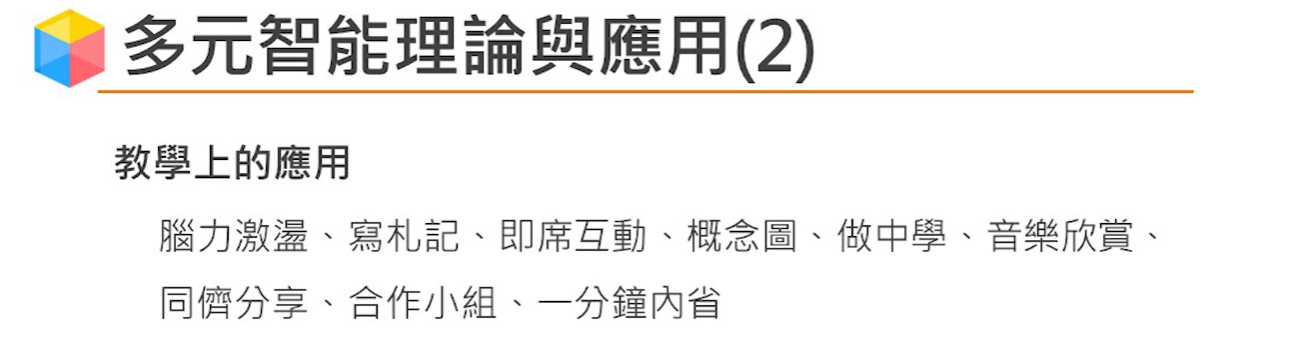 多元智能理論與應用(2)
教學上的應用
腦力激盪、寫札記、即席互動、概念圖、做中學、音樂欣賞、
同儕分享、合作小組、一分鐘內省